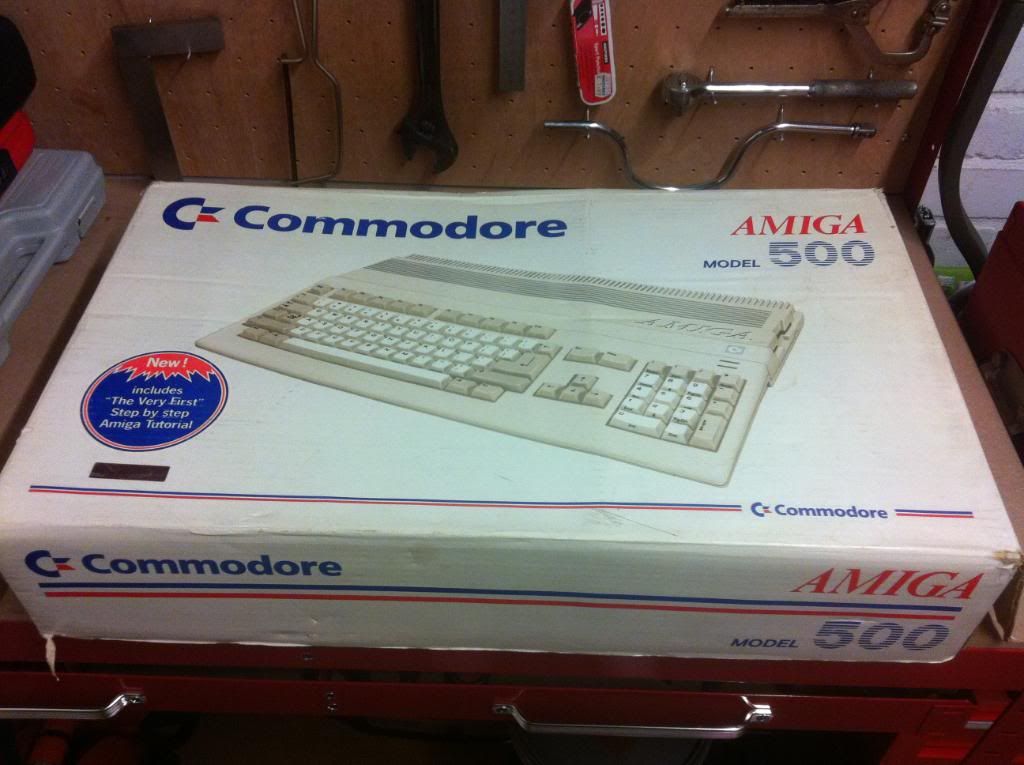 Commodore
AMIGA
MODEL 500
AMIGA
New!
includes
"The Very First"
Step by step
Amiga Tutorial
Commodore
Commodore
AMIGA
MODEL 500